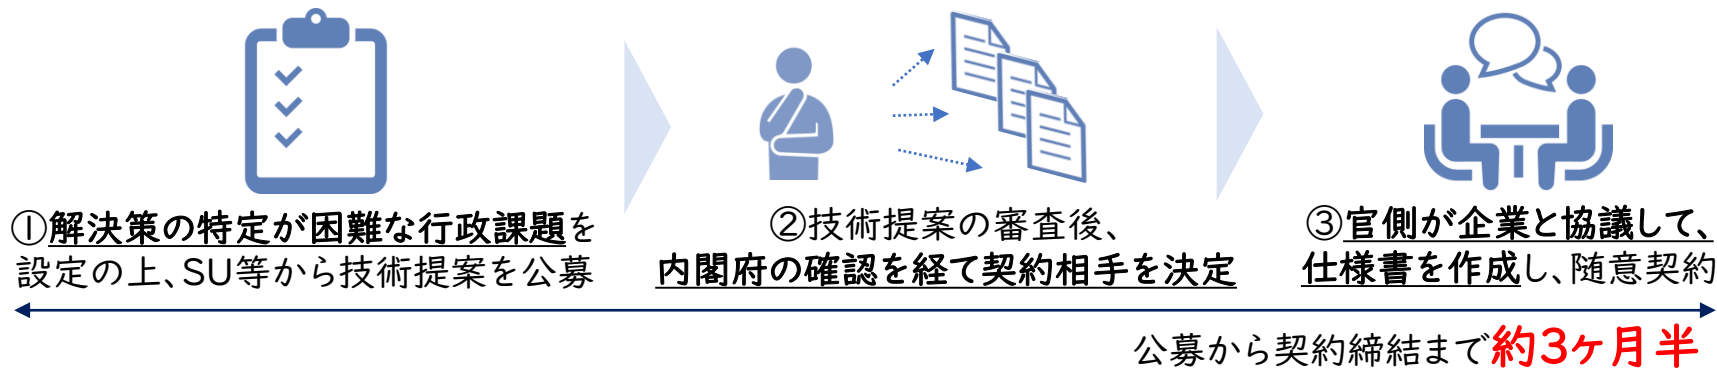 ①解決策の特定が困難な行政課題を
設定の上、SU等から技術提案を公募
②技術提案の審査後、
内閣府の確認を経て契約相手を決定
③官側が企業と協議して、
仕様書を作成し、随意契約
公募から契約締結まで約3ヶ月半